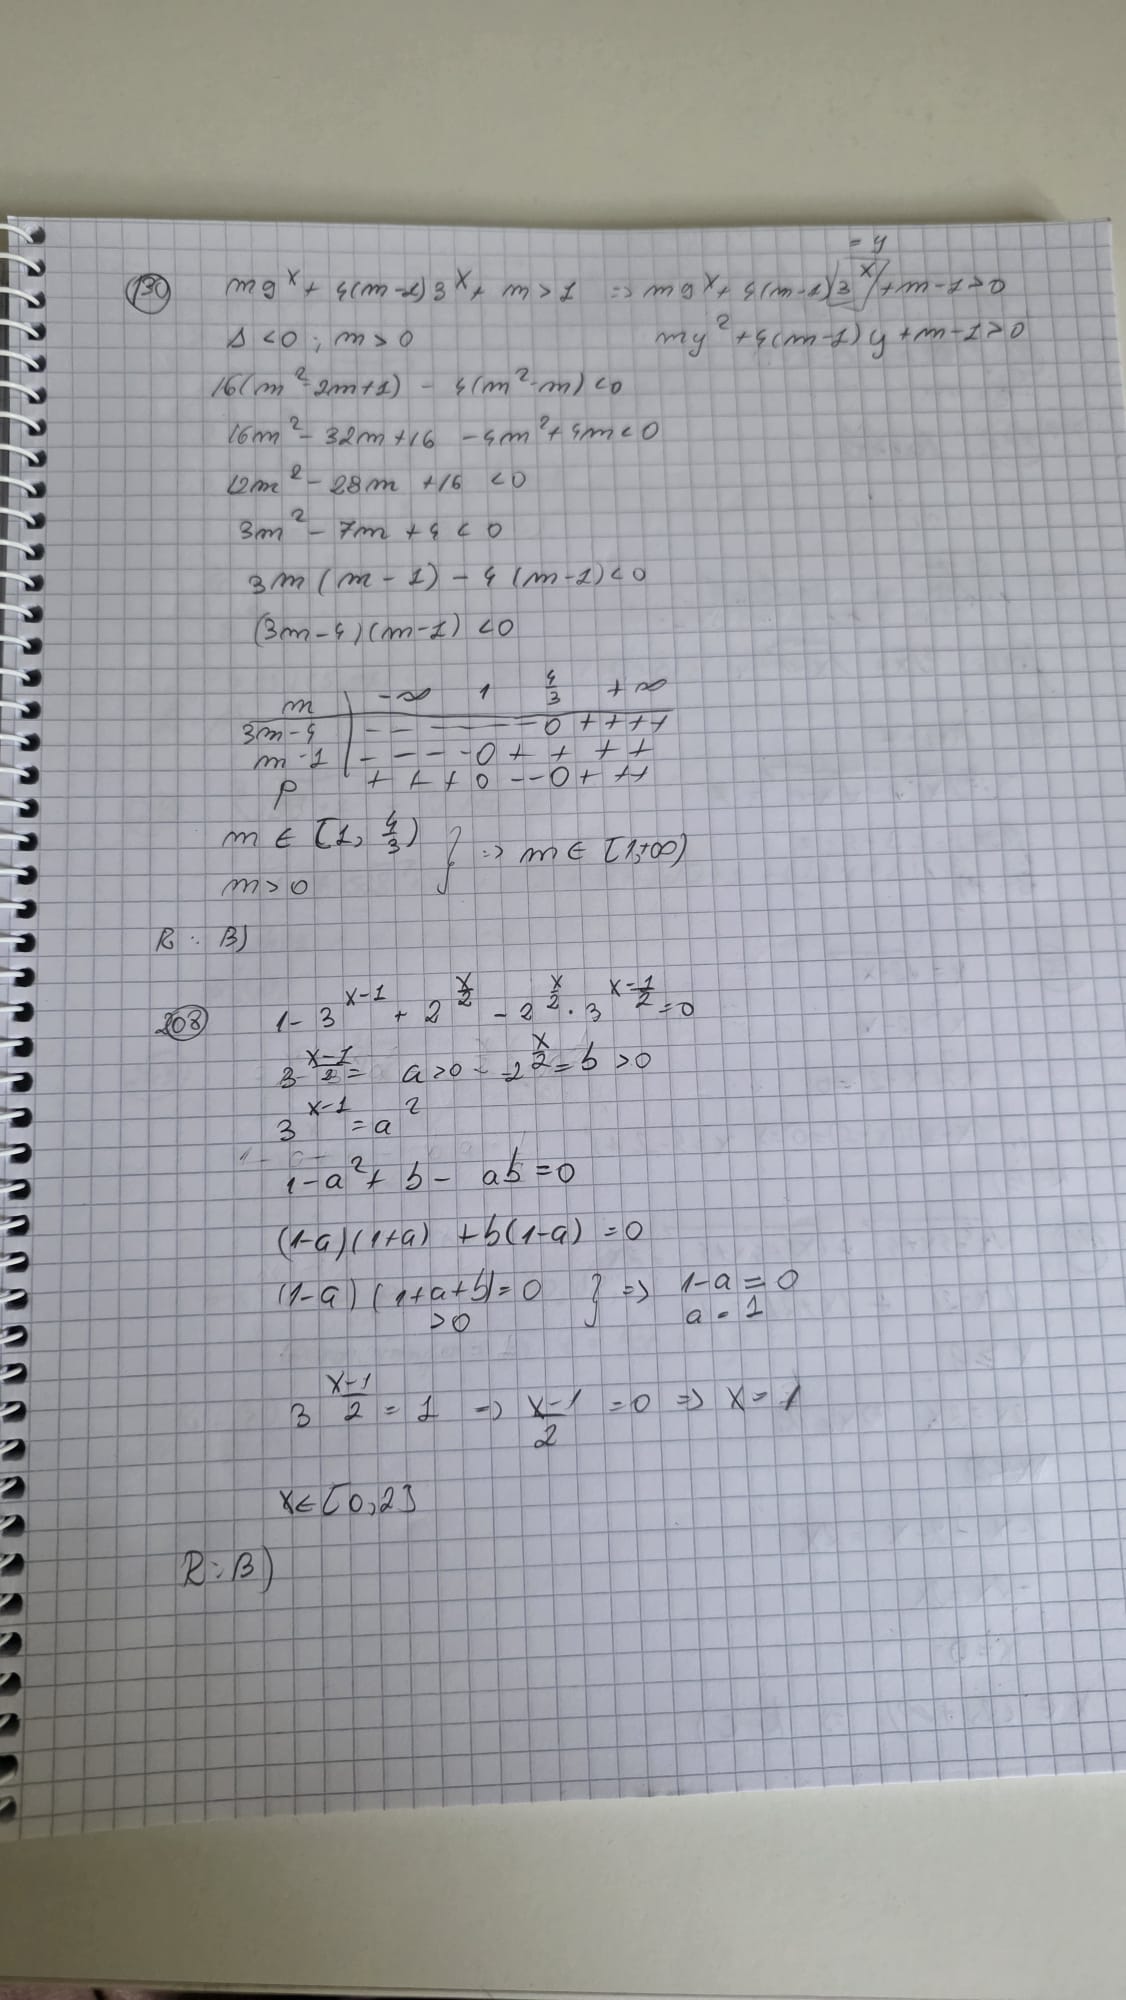 = y
130 m9^x + 4(m-1)3^x + m > 1 => m9^x + 4(m-1)3^x + m-1 > 0
Δ < 0 ; m > 0 my^2 + 4(m-1)y + m-1 > 0
16(m^2-2m+1) - 4(m^2-m) < 0
16m^2 - 32m + 16 - 4m^2 + 4m < 0
12m^2 - 28m + 16 < 0
3m^2 - 7m + 4 < 0
3m(m-1) - 4(m-1) < 0
(3m-4)(m-1) < 0
m | -∞ 1 4/3 + ∞
3m-4 | - - - - - 0 + + + +
m-1 | - - - - 0 + + + +
P + + + 0 - - 0 + + +
m ∈ [1, 4/3) } => m ∈ [1,+∞)
m > 0
R : B)
208 1 - 3^(x-1) + 2^(x/2) - 2^(x/2) · 3^((x-1)/2) = 0
3^((x-1)/2) = a > 0 - 2^(x/2) = b > 0
3^(x-1) = a^2
1 - a^2 + b - ab = 0
(1-a)(1+a) + b(1-a) = 0
(1-a)(1+a+b) = 0 } => 1-a = 0
> 0 a = 1
3^((x-1)/2) = 1 => (x-1)/2 = 0 => x = 1
x ∈ [0,2]
R : B)